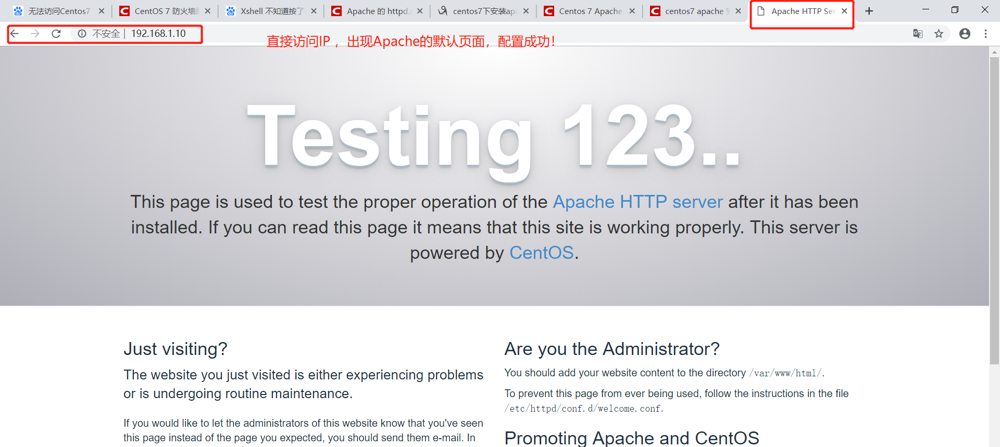 无法访问Centos7
CentOS 7 防火墙
Xshell 不知道按了
Apache 的 httpd.
centos7下安装apa
Centos 7 Apache
centos7 apache
Apache HTTP Ser
不安全 | 192.168.1.10
直接访问IP ，出现Apache的默认页面，配置成功！
Testing 123..
This page is used to test the proper operation of the Apache HTTP server after it has been
installed. If you can read this page it means that this site is working properly. This server is
powered by CentOS.
Just visiting?
The website you just visited is either experiencing problems
or is undergoing routine maintenance.
If you would like to let the administrators of this website know that you've seen
this page instead of the page you expected, you should send them e-mail. In
Are you the Administrator?
You should add your website content to the directory /var/www/html/.
To prevent this page from ever being used, follow the instructions in the file
/etc/httpd/conf.d/welcome.conf.
Promoting Apache and CentOS